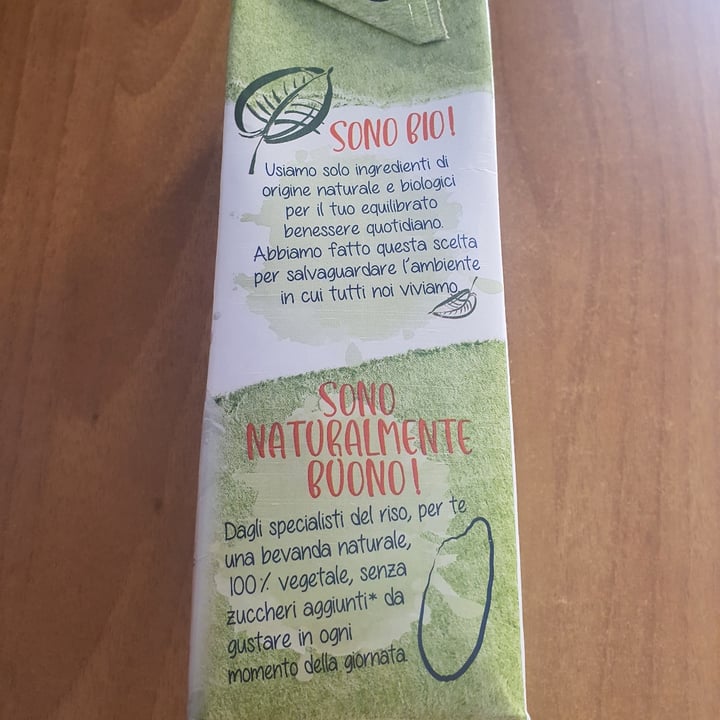 SONO BIO!
Usiamo solo ingredienti di
origine naturale e biologici
per il tuo equilibrato
benessere quotidiano.
Abbiamo fatto questa scelta
per salvaguardare l'ambiente
in cui tutti noi viviamo.
SONO
NATURALMENTE
BUONO!
Dagli specialisti del riso, per te
una bevanda naturale,
100% vegetale, senza
zuccheri aggiunti* da
gustare in ogni
momento della giornata.